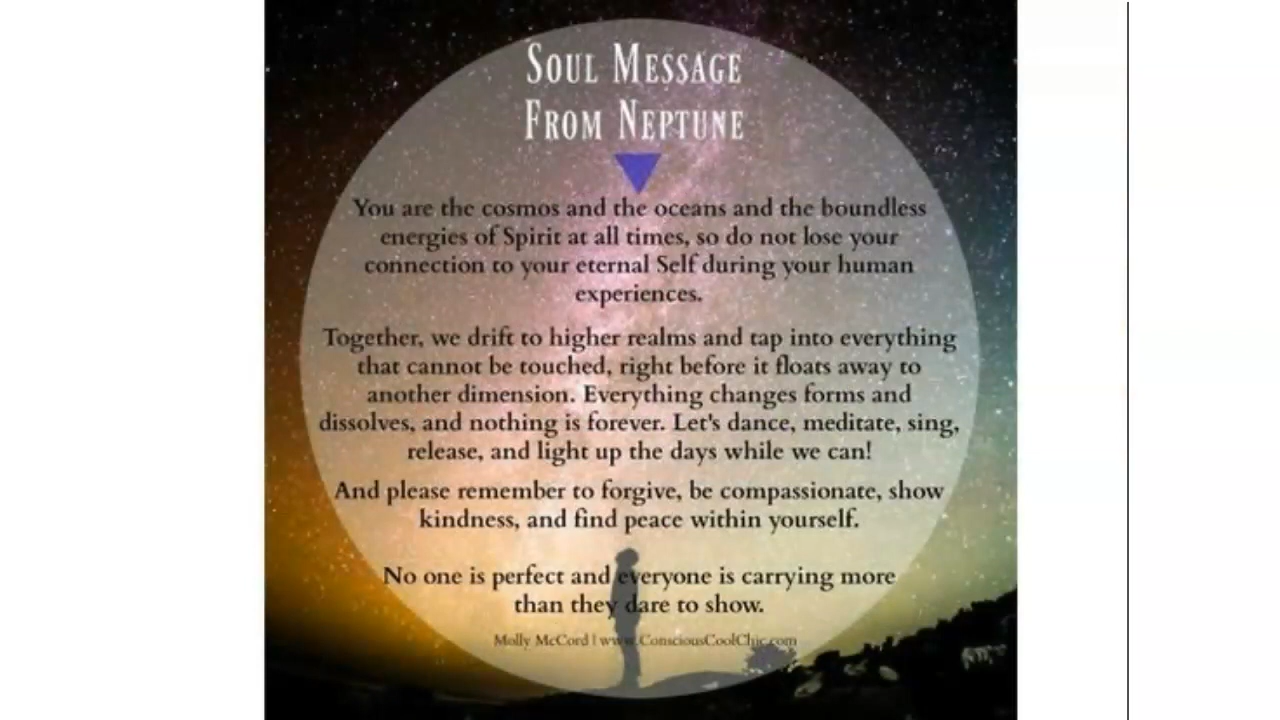 SOUL MESSAGE
FROM NEPTUNE
You are the cosmos and the oceans and the boundless
energies of Spirit at all times, so do not lose your
connection to your eternal Self during your human
experiences.
Together, we drift to higher realms and tap into everything
that cannot be touched, right before it floats away to
another dimension. Everything changes forms and
dissolves, and nothing is forever. Let's dance, meditate, sing,
release, and light up the days while we can!
And please remember to forgive, be compassionate, show
kindness, and find peace within yourself.
No one is perfect and everyone is carrying more
than they dare to show.
Molly McCord | www.ConsciousCoolChic.com